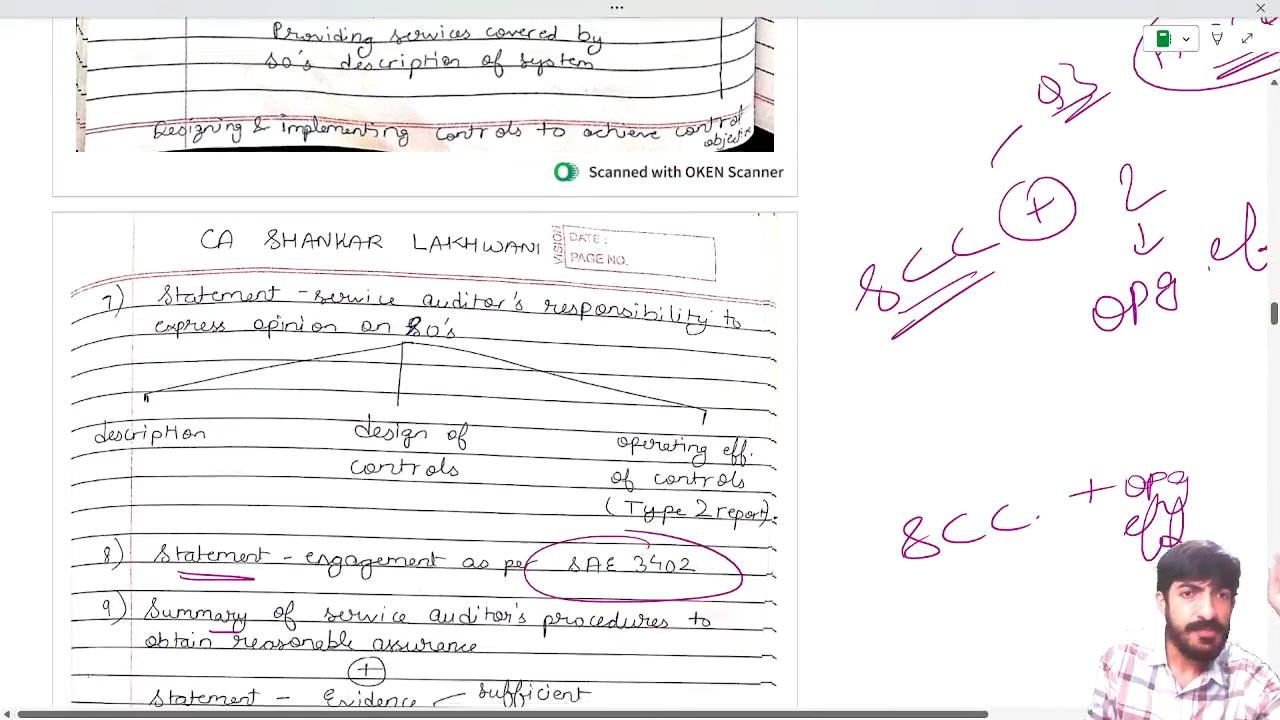 Providing services covered by
SO's description of system
Designing & implementing controls to achieve control
objective
Scanned with OKEN Scanner
CA SHANKAR LAKHWANI
VISION
DATE :
PAGE NO.
7) Statement - service auditor's responsibility to
express opinion on SO's
description
design of
controls
operating eff.
of controls
(Type 2 report).
8) Statement - engagement as per SAE 3402
9) Summary of service auditor's procedures to
obtain reasonable assurance
+
Statement - Evidence
sufficient
SCC + 2
opg
SCC. + opg